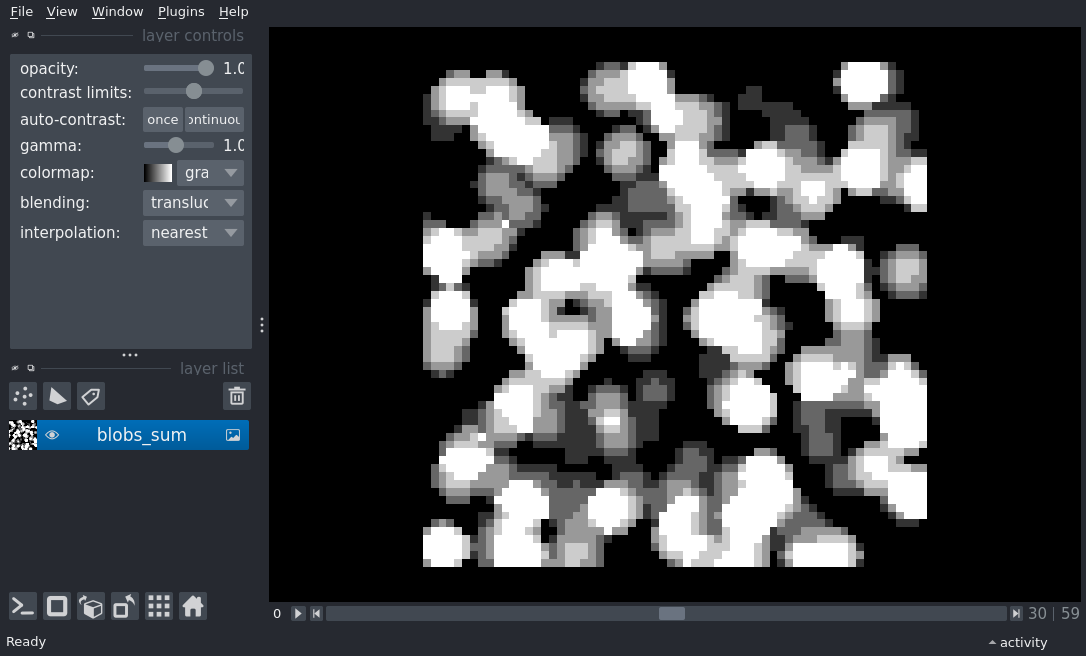 File View Window Plugins Help
layer controls
opacity: 1.0
contrast limits:
auto-contrast: once ontinuou
gamma: 1.0
colormap: gra
blending: transluc
interpolation: nearest
layer list
blobs_sum
0 30 | 59
Ready activity